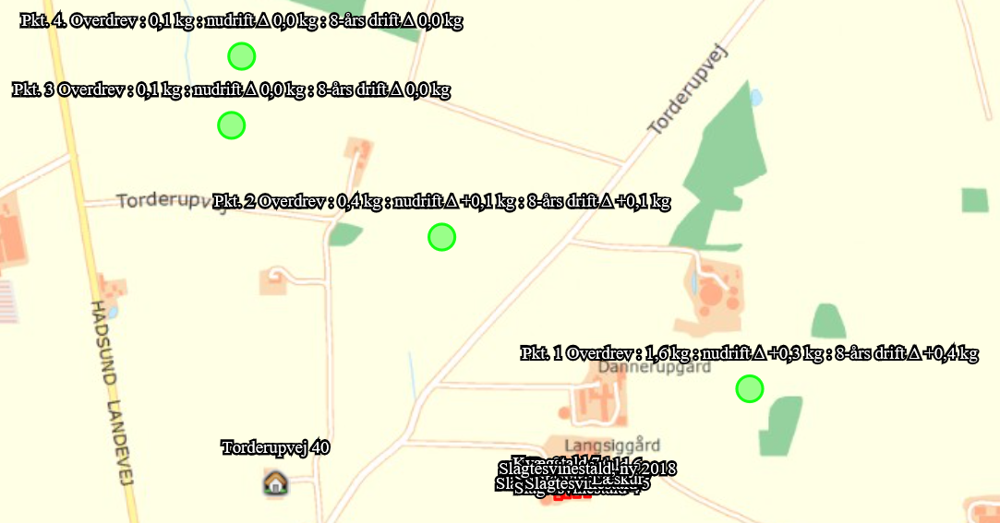 Pkt. 4. Overdrev : 0,1 kg : nudrift Δ 0,0 kg : 8-års drift Δ 0,0 kg
Pkt. 3 Overdrev : 0,1 kg : nudrift Δ 0,0 kg : 8-års drift Δ 0,0 kg
Torderupvej
Torderupvej
Pkt. 2 Overdrev : 0,4 kg : nudrift Δ +0,1 kg : 8-års drift Δ +0,1 kg
HADSUND LANDEVEJ
Pkt. 1 Overdrev : 1,6 kg : nudrift Δ +0,3 kg : 8-års drift Δ +0,4 kg
Dannerupgård
Torderupvej 40
Langsiggård
Slagtesvinestald, ny 2018